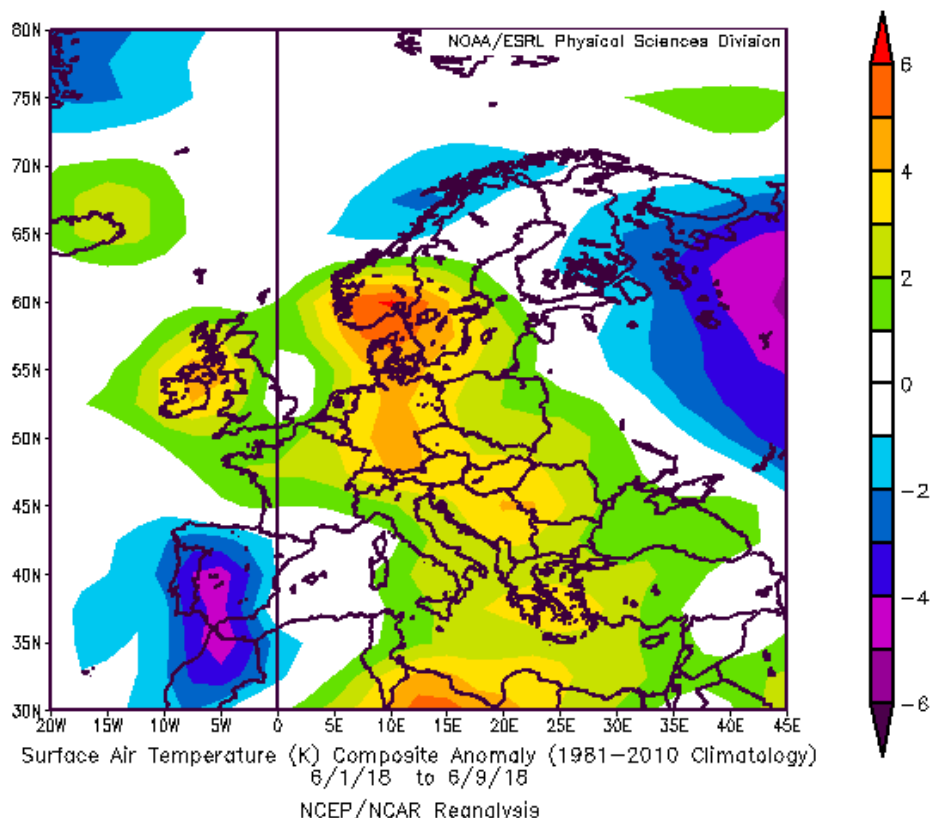 NOAA/ESRL Physical Sciences Division
80N
75N
70N
65N
60N
55N
50N
45N
40N
35N
30N
20W 15W 10W 5W 0 5E 10E 15E 20E 25E 30E 35E 40E 45E
6
4
2
0
-2
-4
-6
Surface Air Temperature (K) Composite Anomaly (1981-2010 Climatology)
6/1/18 to 6/9/18
NCEP/NCAR Reanalysis